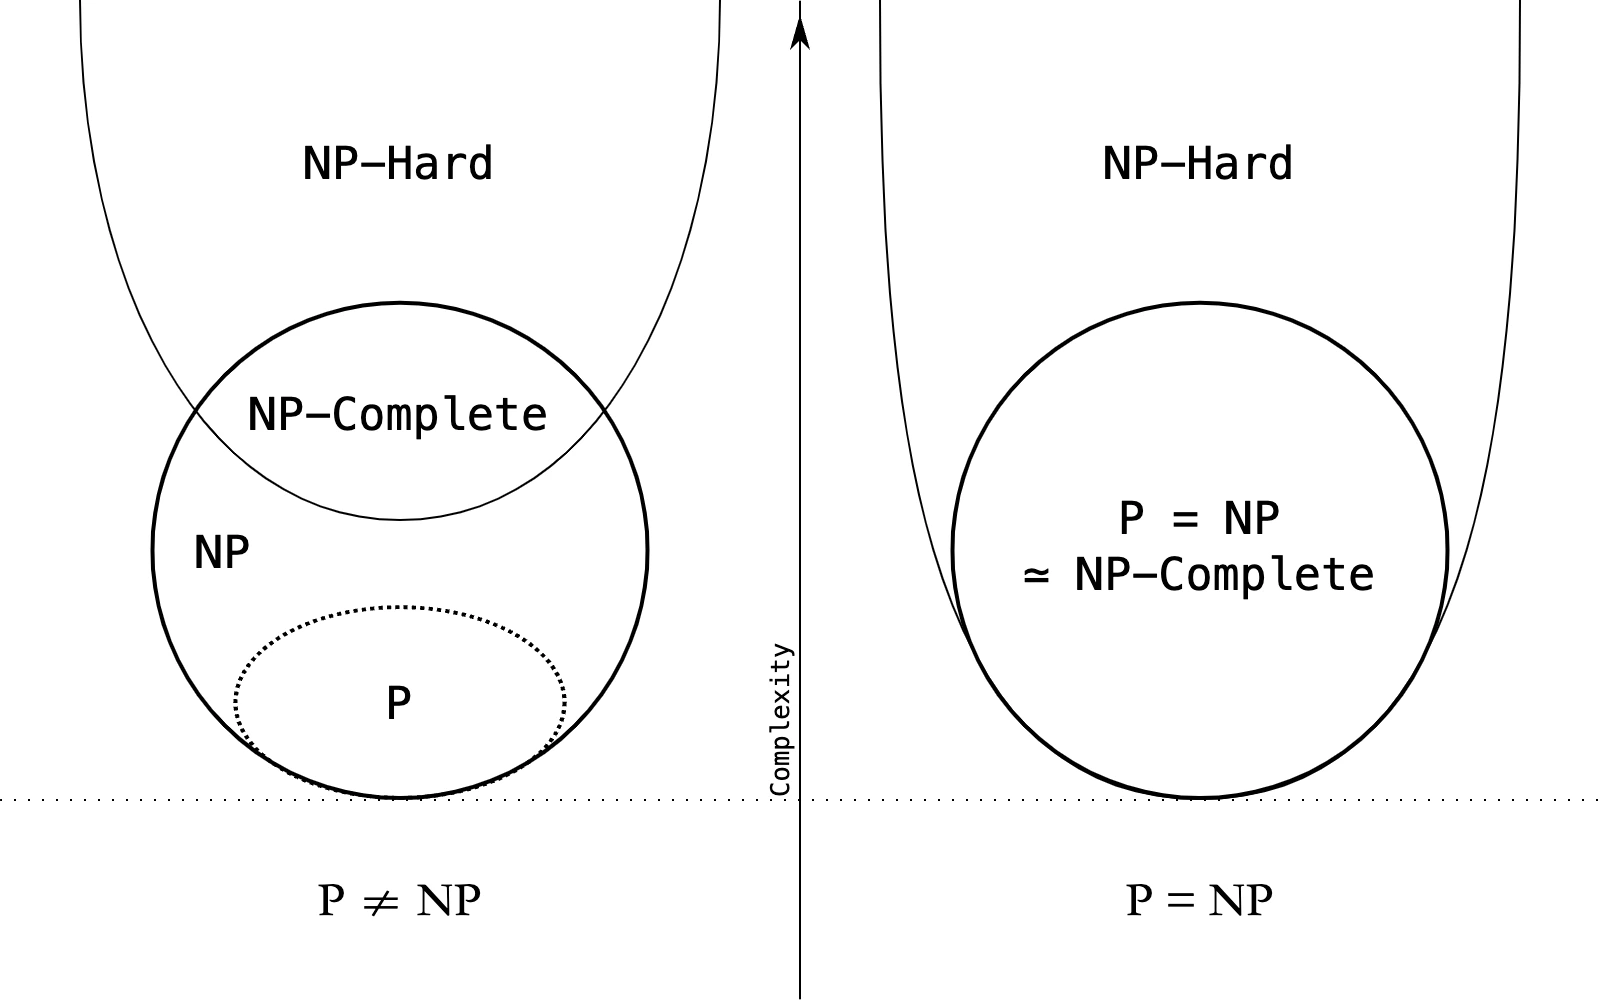 NP–Hard
NP–Complete
NP
P
P ≠ NP
Complexity
NP–Hard
P = NP
≃ NP–Complete
P = NP